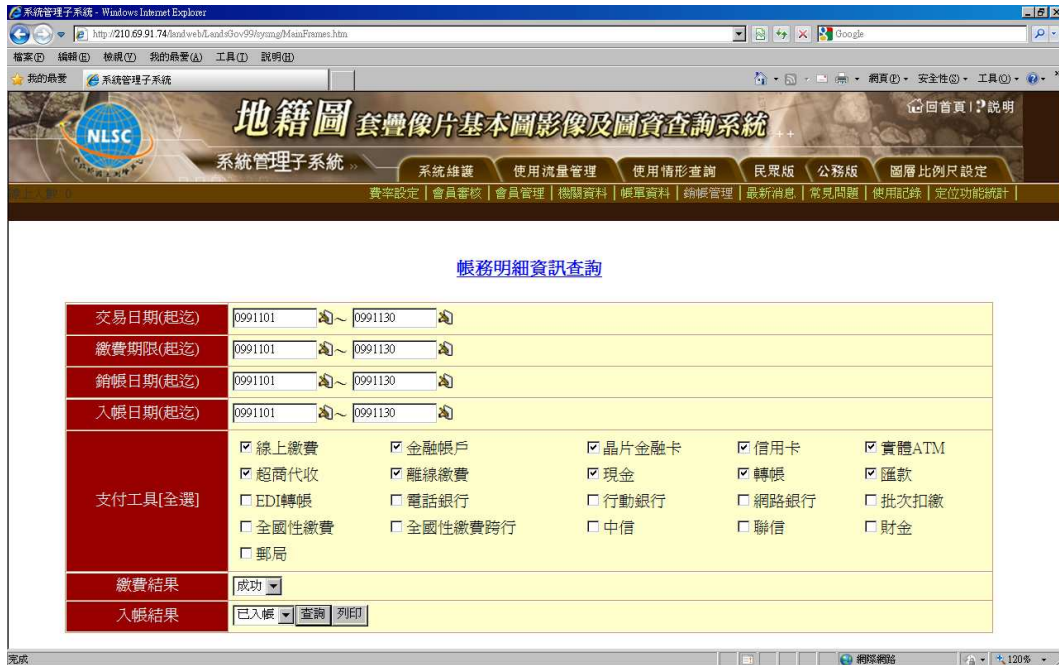 系統管理子系統 - Windows Internet Explorer
http://210.69.91.74/landweb/LandsGov99/sysmg/MainFrames.htm
Google
檔案(F) 編輯(E) 檢視(V) 我的最愛(A) 工具(T) 說明(H)
我的最愛 系統管理子系統 網頁(P) 安全性(S) 工具(O)
NLSC
地籍圖 套疊像片基本圖影像及圖資查詢系統
回首頁 | 說明
系統管理子系統 »
系統維護 使用流量管理 使用情形查詢 民眾版 公務版 圖層比例尺設定
線上人數:0
費率設定 | 會員審核 | 會員管理 | 機關資料 | 帳單資料 | 銷帳管理 | 最新消息 | 常見問題 | 使用記錄 | 定位功能統計 |
帳務明細資訊查詢
交易日期(起迄) 0991101 ~ 0991130
繳費期限(起迄) 0991101 ~ 0991130
銷帳日期(起迄) 0991101 ~ 0991130
入帳日期(起迄) 0991101 ~ 0991130
支付工具[全選]
線上繳費 金融帳戶 晶片金融卡 信用卡 實體ATM
超商代收 離線繳費 現金 轉帳 匯款
EDI轉帳 電話銀行 行動銀行 網路銀行 批次扣繳
全國性繳費 全國性繳費跨行 中信 聯信 財金
郵局
繳費結果 成功
入帳結果 已入帳 查詢 列印
完成 網際網路 120%